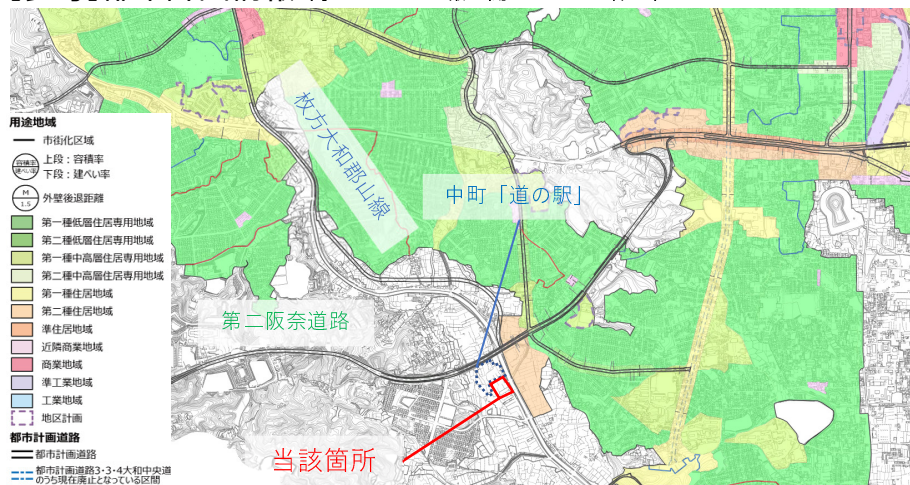 用途地域
市街化区域
容積率
建ぺい率
上段：容積率
下段：建ぺい率
M
1.5
外壁後退距離
第一種低層住居専用地域
第二種低層住居専用地域
第一種中高層住居専用地域
第二種中高層住居専用地域
第一種住居地域
第二種住居地域
準住居地域
近隣商業地域
商業地域
準工業地域
工業地域
地区計画
都市計画道路
都市計画道路
都市計画道路3・3・4大和中央道
のうち現在廃止となっている区間
枚方大和郡山線
中町「道の駅」
第二阪奈道路
当該箇所